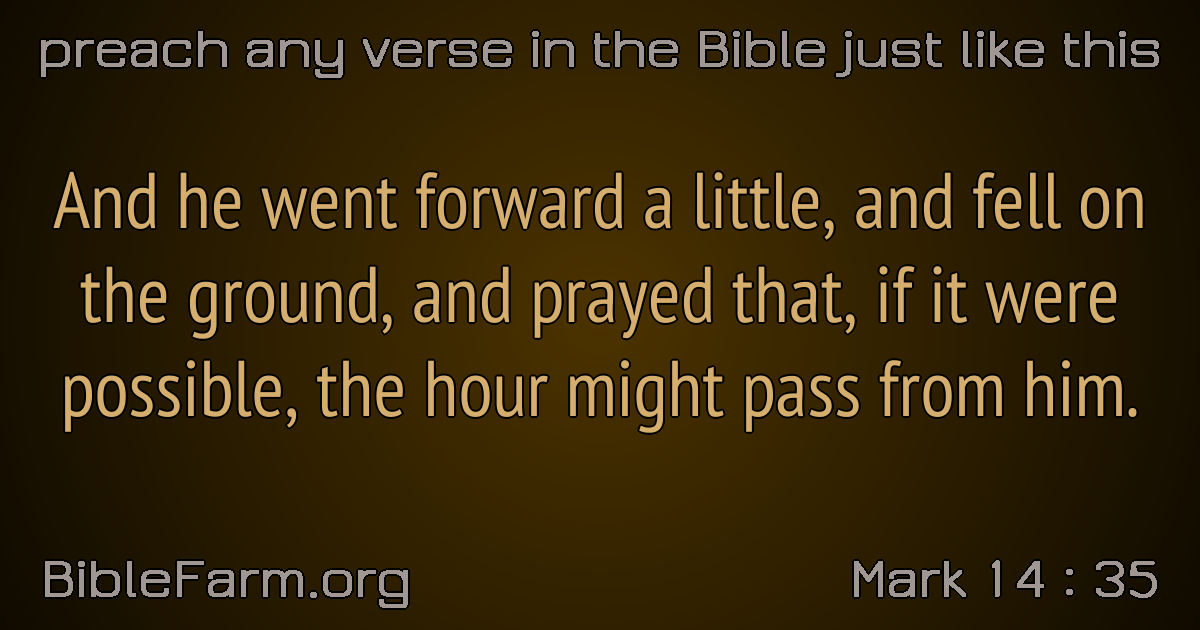 preach any verse in the Bible just like this
And he went forward a little, and fell on
the ground, and prayed that, if it were
possible, the hour might pass from him.
BibleFarm.org
Mark 14 : 35